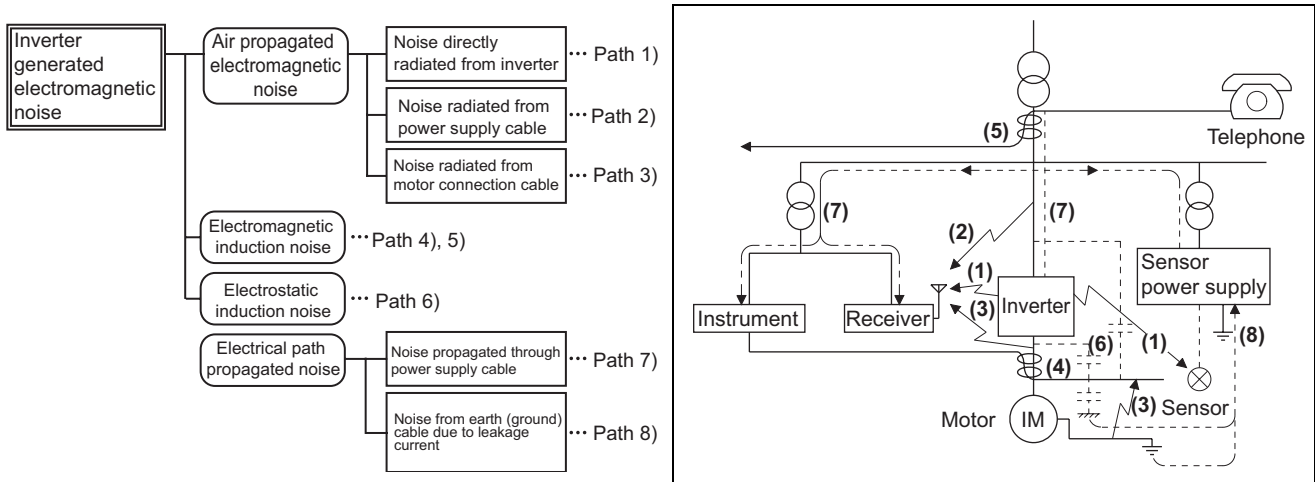 Inverter
generated
electromagnetic
noise
Air propagated
electromagnetic
noise
Noise directly
radiated from inverter
··· Path 1)
Noise radiated from
power supply cable
··· Path 2)
Noise radiated from
motor connection cable
··· Path 3)
Electromagnetic
induction noise
···Path 4), 5)
Electrostatic
induction noise
··· Path 6)
Electrical path
propagated noise
Noise propagated through
power supply cable
··· Path 7)
Noise from earth (ground)
cable due to leakage
current
··· Path 8)
(5)
Telephone
(7)
(7)
(2)
(1)
(3)
Instrument
Receiver
Inverter
Sensor
power supply
(6)
(1)
(8)
(4)
(3)
Sensor
Motor
IM